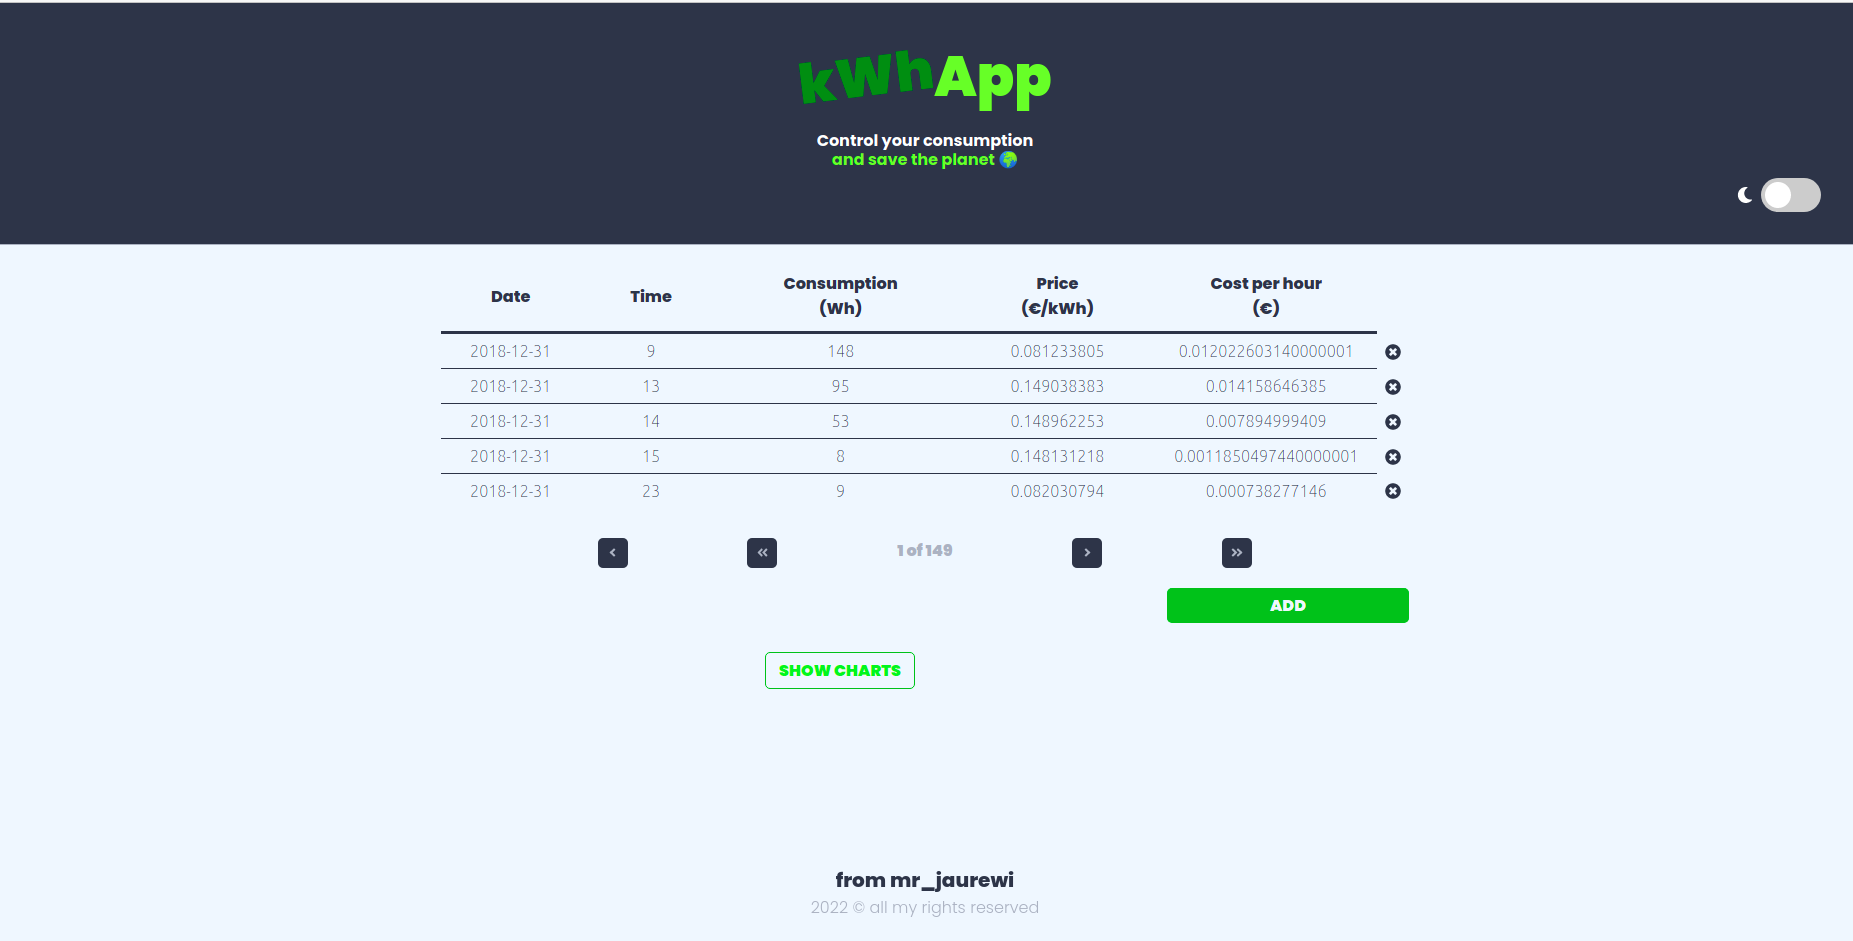 kWhApp
Control your consumption
and save the planet 🌍
Date Time Consumption (Wh) Price (€/kWh) Cost per hour (€)
2018-12-31 9 148 0.081233805 0.012022603140000001
2018-12-31 13 95 0.149038383 0.014158646385
2018-12-31 14 53 0.148962253 0.007894999409
2018-12-31 15 8 0.148131218 0.0011850497440000001
2018-12-31 23 9 0.082030794 0.000738277146
‹ « 1 of 149 › »
ADD
SHOW CHARTS
from mr_jaurewi
2022 © all my rights reserved